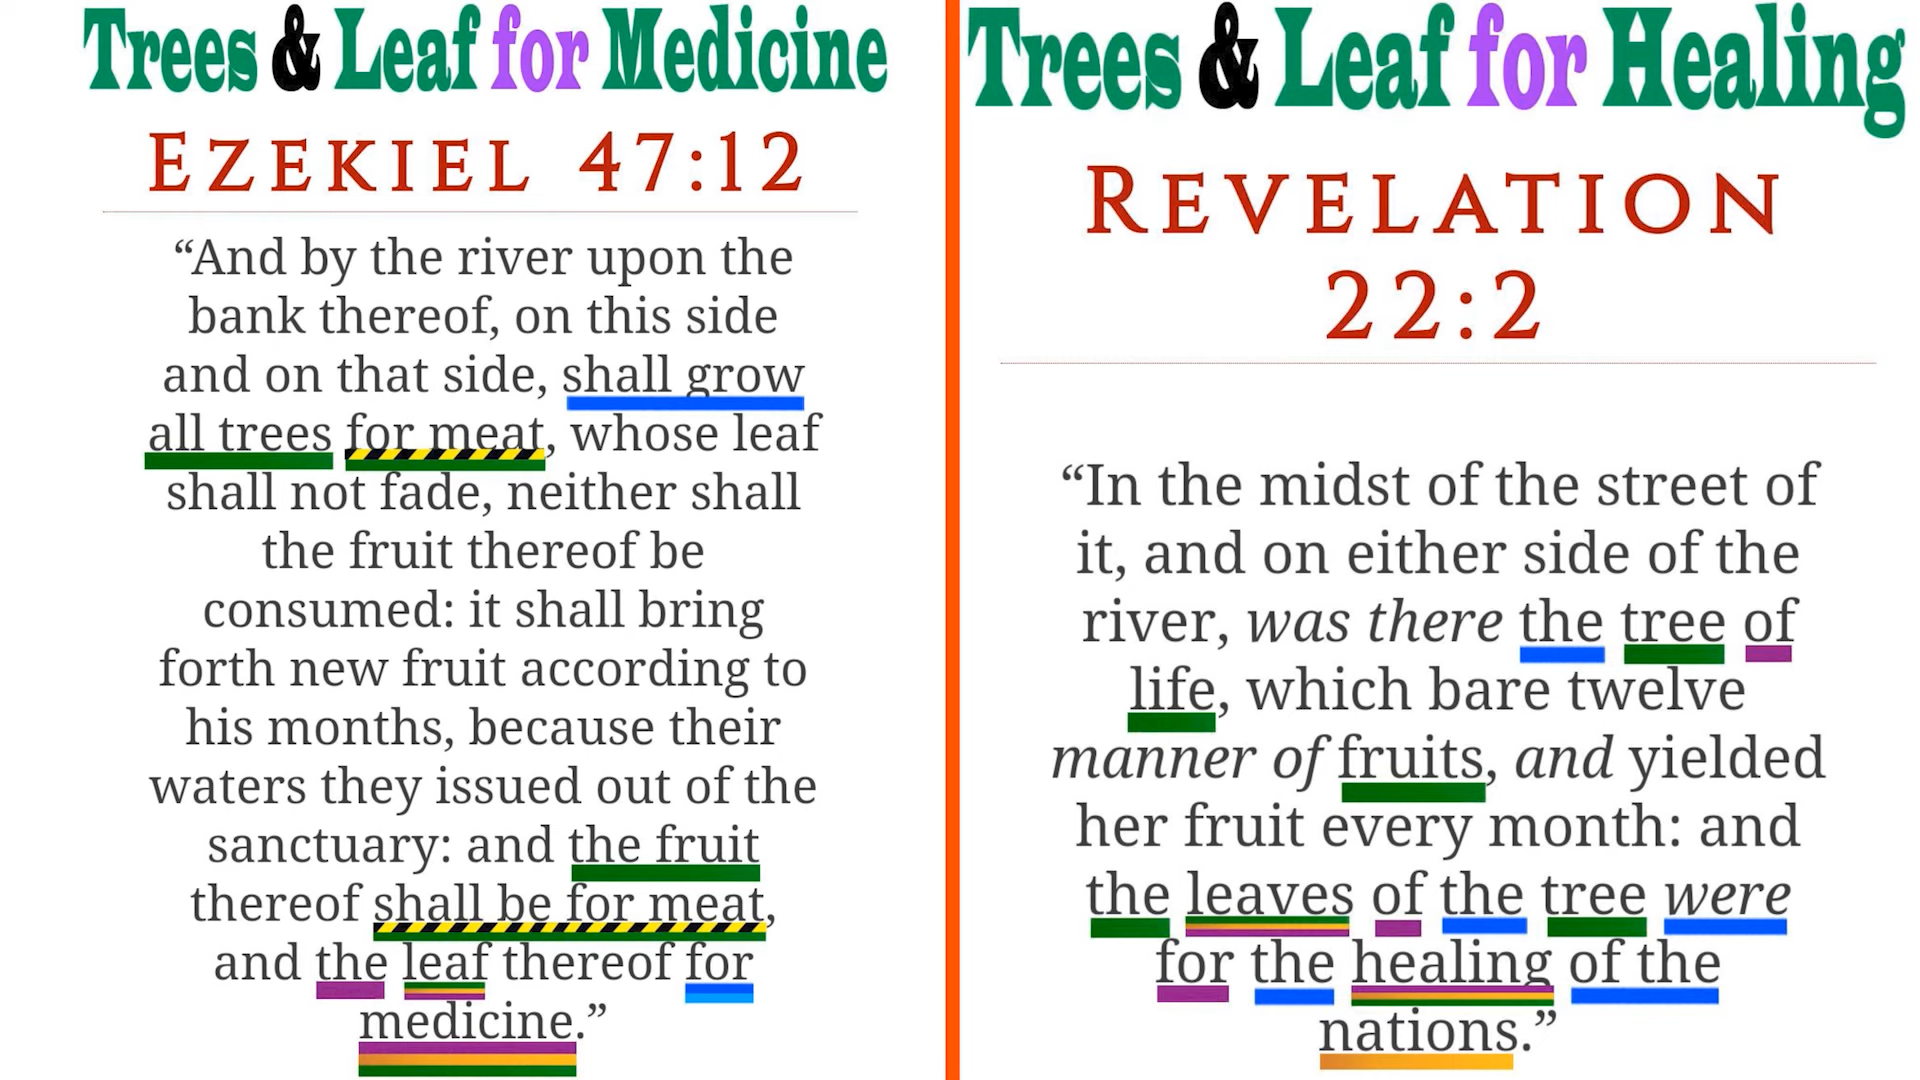 Trees & Leaf for Medicine
EZEKIEL 47:12
“And by the river upon the
bank thereof, on this side
and on that side, shall grow
all trees for meat, whose leaf
shall not fade, neither shall
the fruit thereof be
consumed: it shall bring
forth new fruit according to
his months, because their
waters they issued out of the
sanctuary: and the fruit
thereof shall be for meat,
and the leaf thereof for
medicine.”
Trees & Leaf for Healing
REVELATION
22:2
“In the midst of the street of
it, and on either side of the
river, was there the tree of
life, which bare twelve
manner of fruits, and yielded
her fruit every month: and
the leaves of the tree were
for the healing of the
nations.”